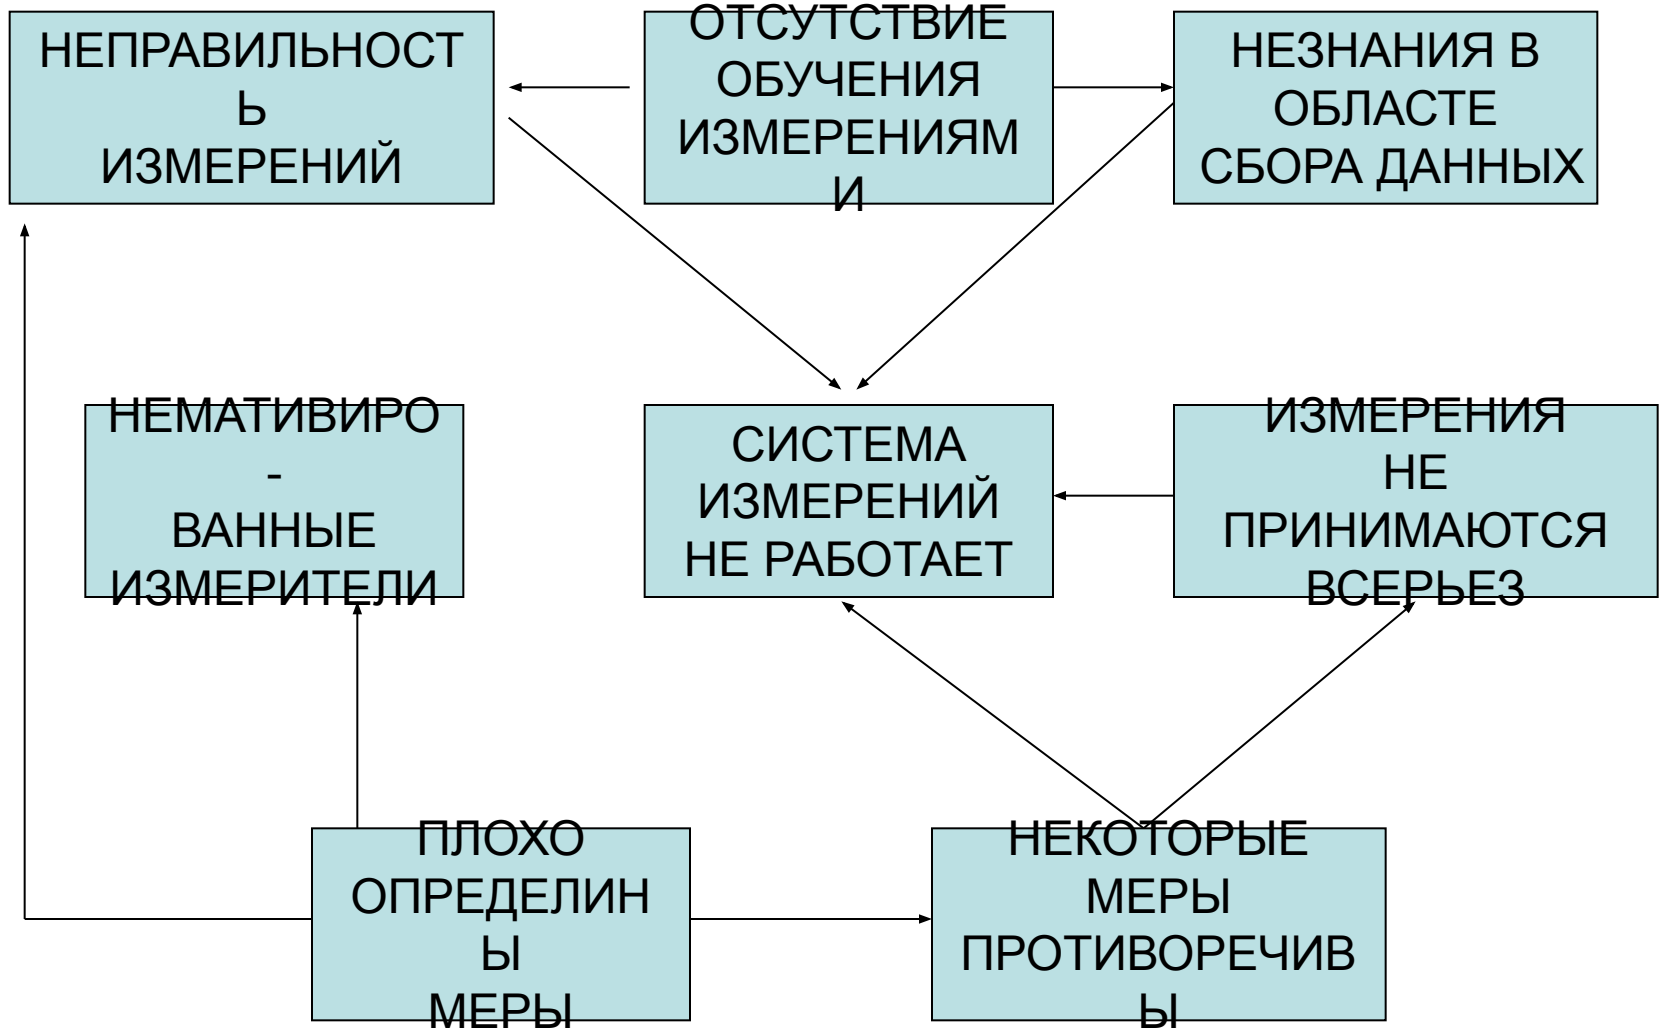 НЕПРАВИЛЬНОСТ
Ь
ИЗМЕРЕНИЙ
ОТСУТСТВИЕ
ОБУЧЕНИЯ
ИЗМЕРЕНИЯМ
И
НЕЗНАНИЯ В
ОБЛАСТЕ
СБОРА ДАННЫХ
НЕМАТИВИРО
-
ВАННЫЕ
ИЗМЕРИТЕЛИ
СИСТЕМА
ИЗМЕРЕНИЙ
НЕ РАБОТАЕТ
ИЗМЕРЕНИЯ
НЕ
ПРИНИМАЮТСЯ
ВСЕРЬЕЗ
ПЛОХО
ОПРЕДЕЛИН
Ы
МЕРЫ
НЕКОТОРЫЕ
МЕРЫ
ПРОТИВОРЕЧИВ
Ы